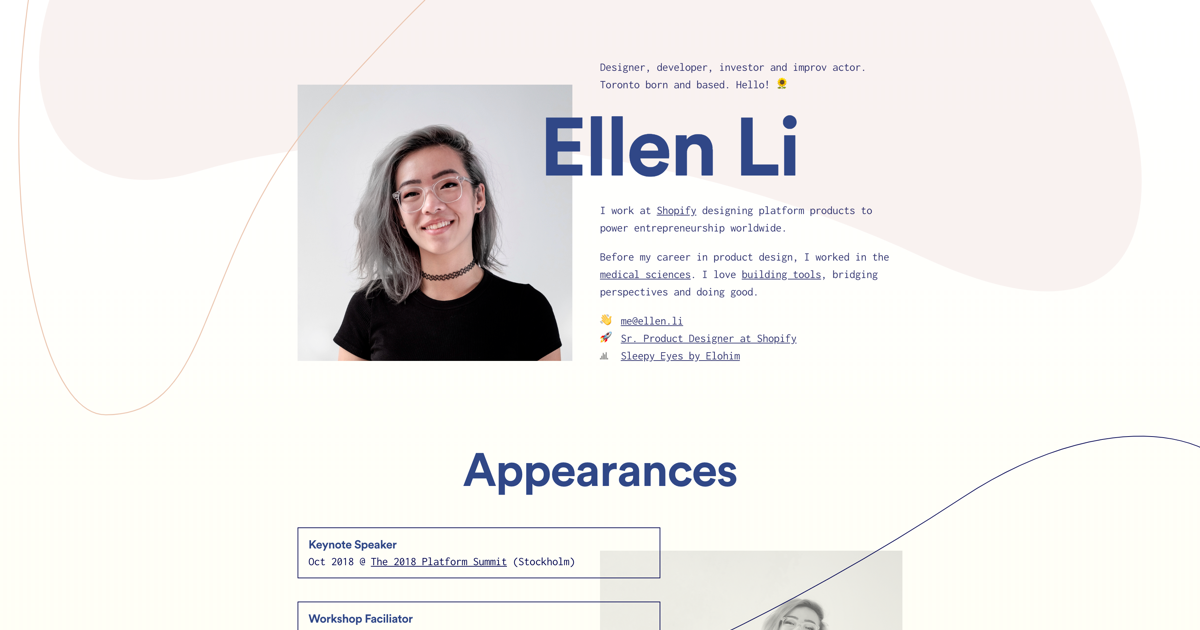 Designer, developer, investor and improv actor.
Toronto born and based. Hello! 🌻
Ellen Li
I work at Shopify designing platform products to
power entrepreneurship worldwide.
Before my career in product design, I worked in the
medical sciences. I love building tools, bridging
perspectives and doing good.
👋 me@ellen.li
🚀 Sr. Product Designer at Shopify
Sleepy Eyes by Elohim
Appearances
Keynote Speaker
Oct 2018 @ The 2018 Platform Summit (Stockholm)
Workshop Faciliator